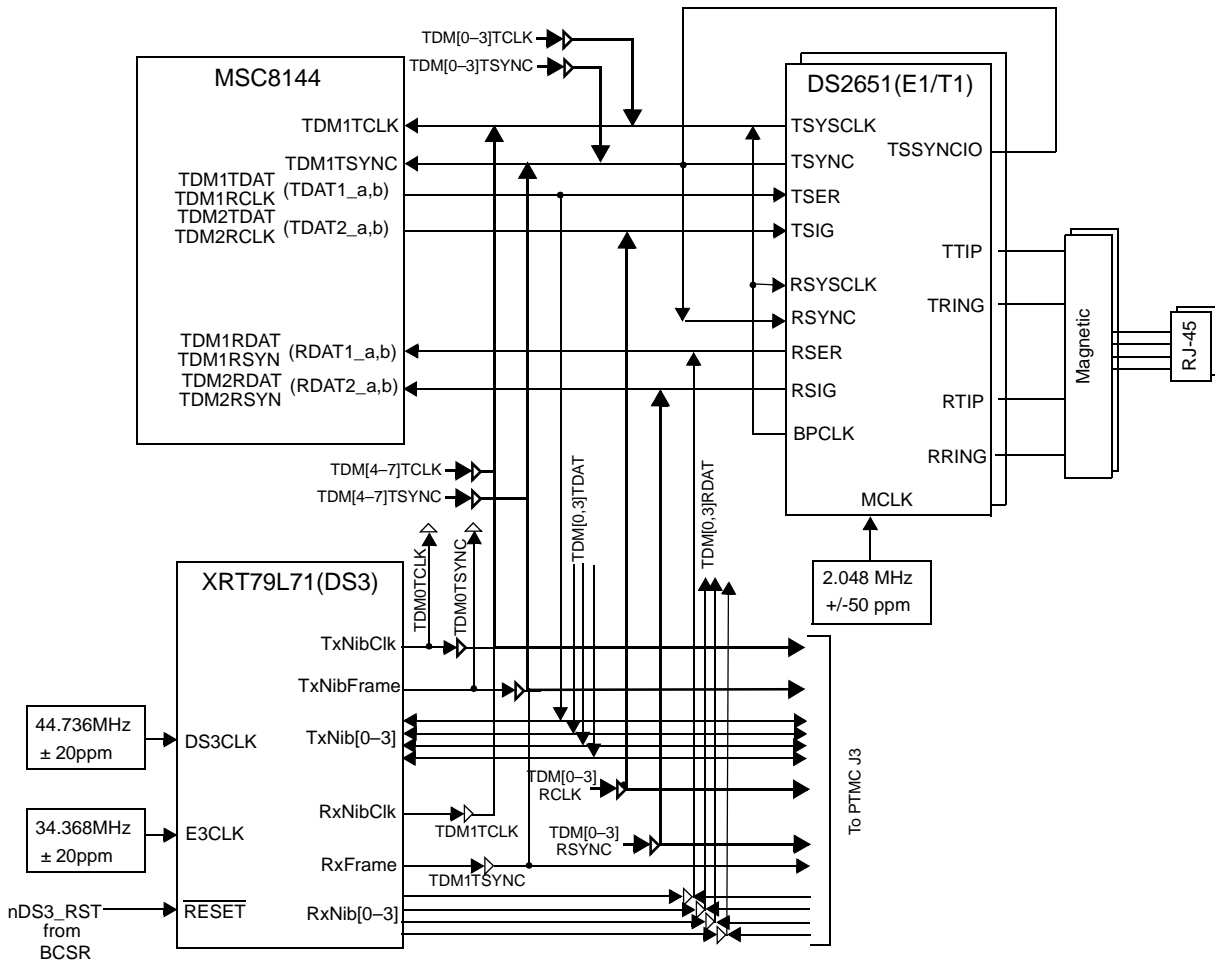 TDM[0–3]TCLK
TDM[0–3]TSYNC
MSC8144
TDM1TCLK
TDM1TSYNC
TDM1TDAT
TDM1RCLK
(TDAT1_a,b)
TDM2TDAT
TDM2RCLK
(TDAT2_a,b)
TDM1RDAT
TDM1RSYN
(RDAT1_a,b)
TDM2RDAT
TDM2RSYN
(RDAT2_a,b)
DS2651(E1/T1)
TSYSCLK
TSSYNCIO
TSYNC
TSER
TSIG
TTIP
RSYSCLK
TRING
RSYNC
RSER
RSIG
RTIP
BPCLK
RRING
MCLK
Magnetic
RJ-45
2.048 MHz
+/-50 ppm
TDM[4–7]TCLK
TDM[4–7]TSYNC
TDM[0,3]TDAT
TDM[0,3]RDAT
TDM0TCLK
TDM0TSYNC
XRT79L71(DS3)
TxNibClk
TxNibFrame
TxNib[0–3]
RxNibClk
RxFrame
RxNib[0–3]
DS3CLK
E3CLK
RESET
44.736MHz
± 20ppm
34.368MHz
± 20ppm
nDS3_RST
from
BCSR
TDM1TCLK
TDM1TSYNC
TDM[0–3]
RCLK
TDM[0–3]
RSYNC
To PTMC J3